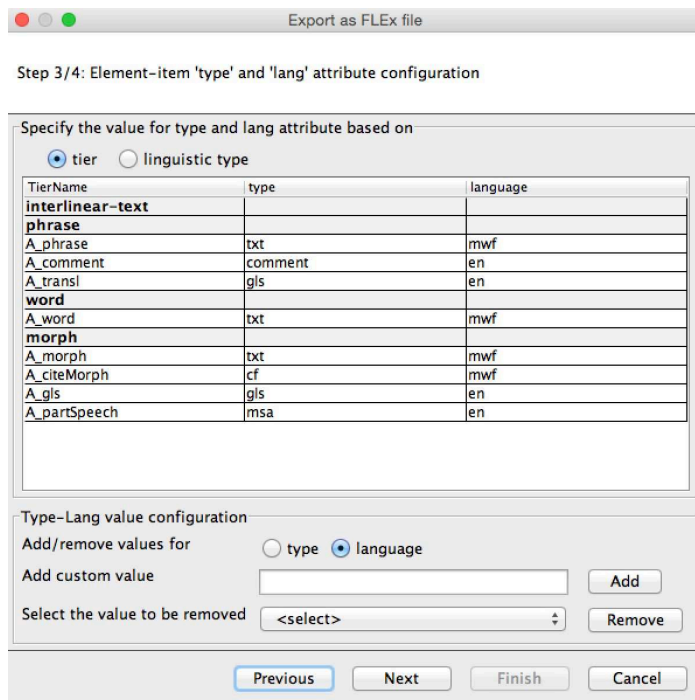 Export as FLEx file
Step 3/4: Element-item 'type' and 'lang' attribute configuration
Specify the value for type and lang attribute based on
tier linguistic type
TierName type language
interlinear-text
phrase
A_phrase txt mwf
A_comment comment en
A_transl gls en
word
A_word txt mwf
morph
A_morph txt mwf
A_citeMorph cf mwf
A_gls gls en
A_partSpeech msa en
Type-Lang value configuration
Add/remove values for type language
Add custom value Add
Select the value to be removed <select> Remove
Previous Next Finish Cancel